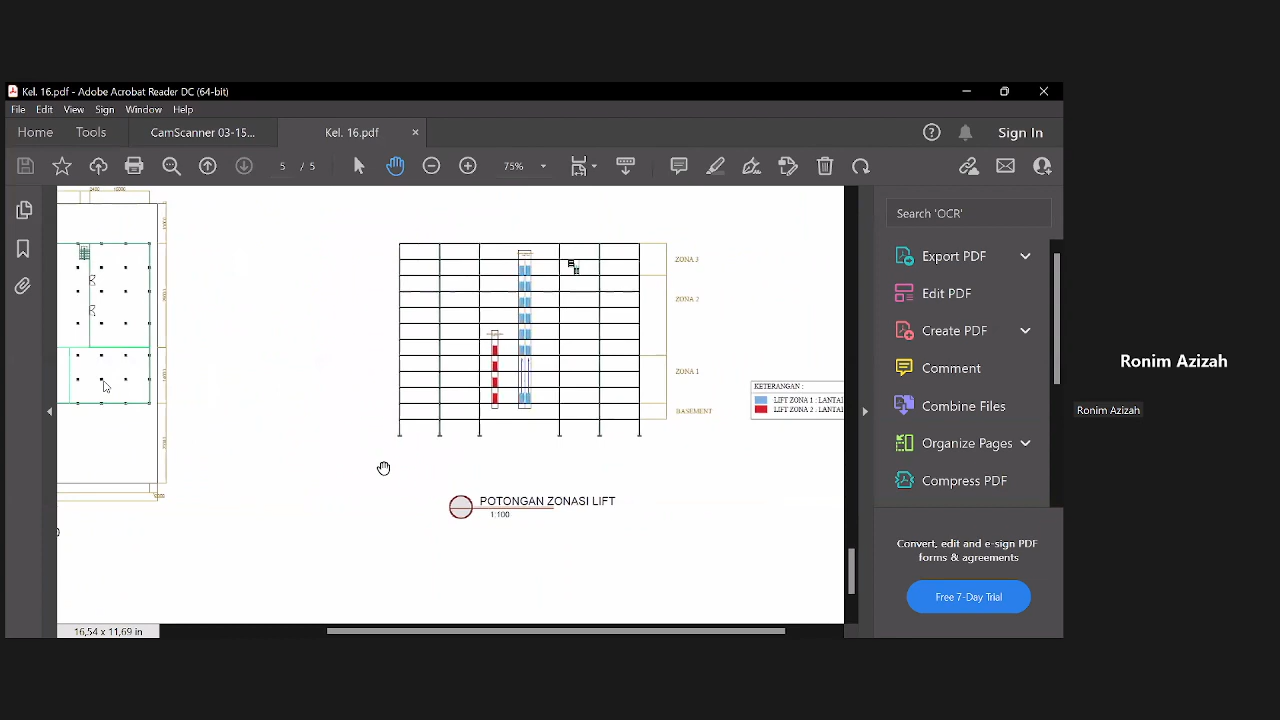 Kel. 16.pdf - Adobe Acrobat Reader DC (64-bit)
File Edit View Sign Window Help
Home Tools CamScanner 03-15... Kel. 16.pdf × Sign In
5 / 5 75%
Search 'OCR'
Export PDF
Edit PDF
Create PDF
Comment
Combine Files
Organize Pages
Compress PDF
Convert, edit and e-sign PDF
forms & agreements
Free 7-Day Trial
ZONA 3
ZONA 2
ZONA 1
BASEMENT
KETERANGAN :
LIFT ZONA 1 : LANTAI
LIFT ZONA 2 : LANTAI
POTONGAN ZONASI LIFT
1:100
16,54 x 11,69 in
Ronim Azizah
Ronim Azizah